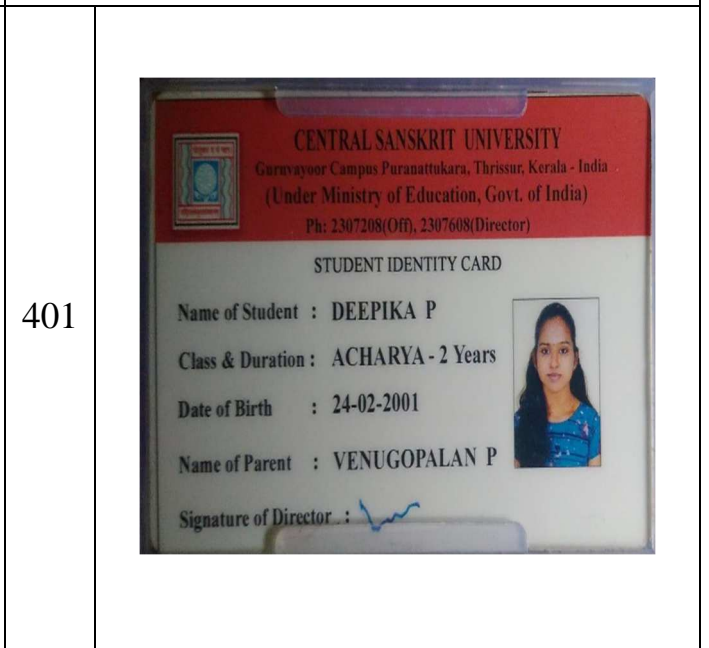 401
CENTRAL SANSKRIT UNIVERSITY
Guruvayoor Campus Puranattukara, Thrissur, Kerala - India
(Under Ministry of Education, Govt. of India)
Ph: 2307208(Off), 2307608(Director)
STUDENT IDENTITY CARD
Name of Student : DEEPIKA P
Class & Duration : ACHARYA - 2 Years
Date of Birth : 24-02-2001
Name of Parent : VENUGOPALAN P
Signature of Director :